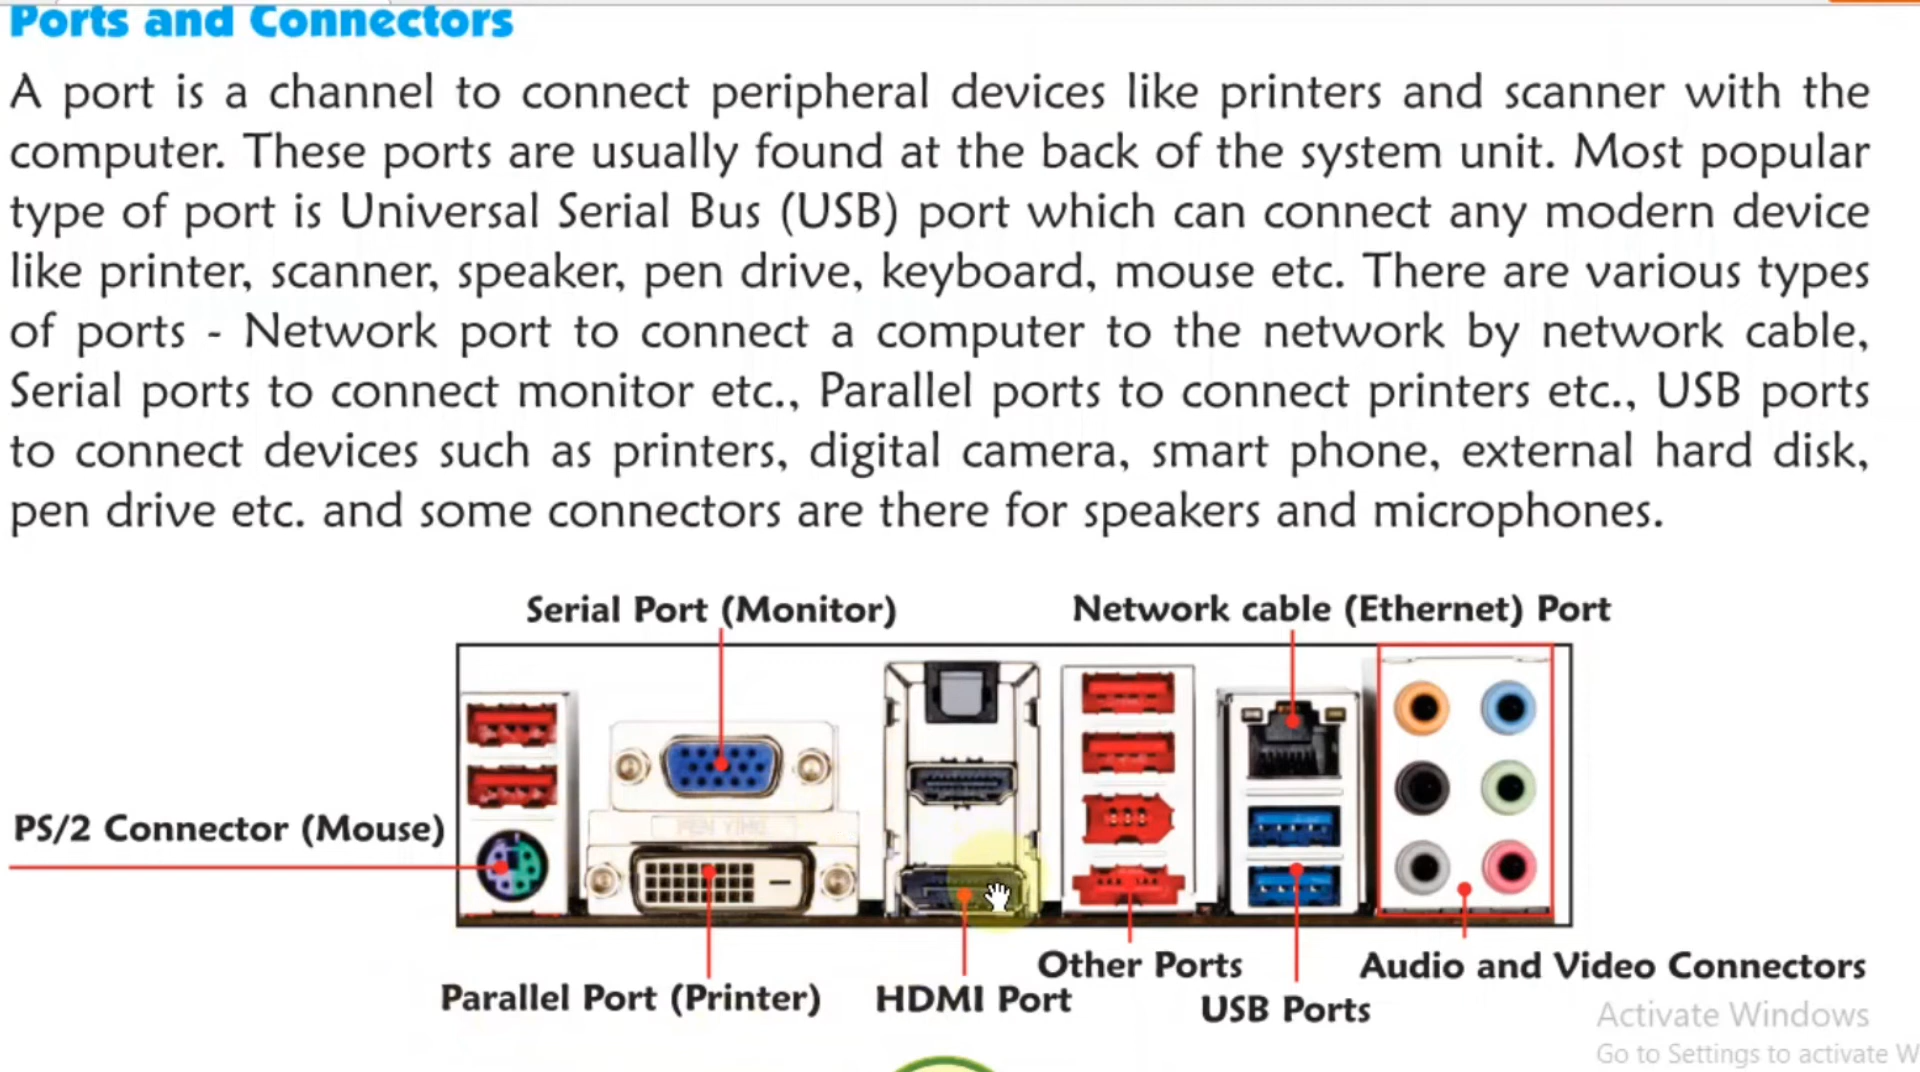 Ports and Connectors
A port is a channel to connect peripheral devices like printers and scanner with the
computer. These ports are usually found at the back of the system unit. Most popular
type of port is Universal Serial Bus (USB) port which can connect any modern device
like printer, scanner, speaker, pen drive, keyboard, mouse etc. There are various types
of ports - Network port to connect a computer to the network by network cable,
Serial ports to connect monitor etc., Parallel ports to connect printers etc., USB ports
to connect devices such as printers, digital camera, smart phone, external hard disk,
pen drive etc. and some connectors are there for speakers and microphones.
Serial Port (Monitor)
Network cable (Ethernet) Port
PEN YING
PS/2 Connector (Mouse)
Other Ports
Audio and Video Connectors
Parallel Port (Printer)
HDMI Port
USB Ports
Activate Windows
Go to Settings to activate W